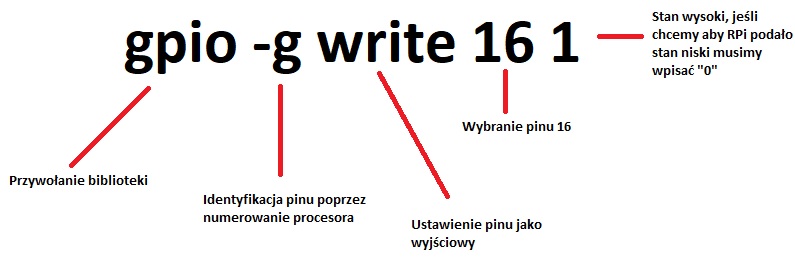 gpio -g write 16 1
Stan wysoki, jeśli
chcemy aby RPi podało
stan niski musimy
wpisać "0"
Wybranie pinu 16
Przywołanie biblioteki
Identyfikacja pinu poprzez
numerowanie procesora
Ustawienie pinu jako
wyjściowy